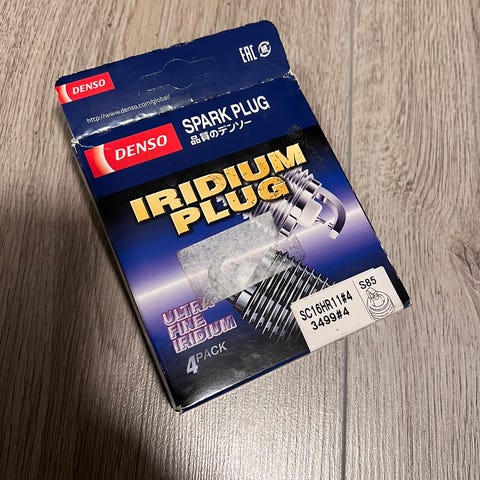 DENSO
http://www.denso.com/global/
EAC
DENSO
SPARK PLUG
品質のデンソー
IRIDIUM
PLUG
ULTRA
FINE
IRIDIUM
4PACK
SC16HR11#4
3499#4
S85